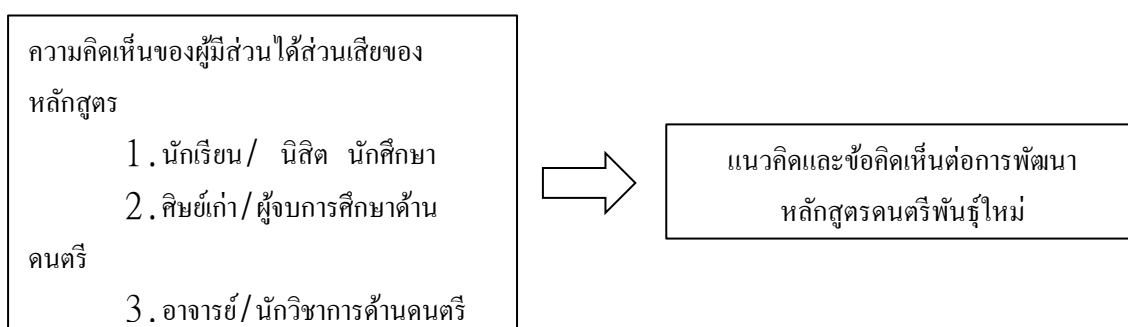 ความคิดเห็นของผู้มีส่วนได้ส่วนเสียของ
หลักสูตร
1.นักเรียน/ นิสิต นักศึกษา
2.ศิษย์เก่า/ผู้จบการศึกษาด้าน
ดนตรี
3.อาจารย์/นักวิชาการด้านดนตรี
แนวคิดและข้อคิดเห็นต่อการพัฒนา
หลักสูตรดนตรีพันธุ์ใหม่